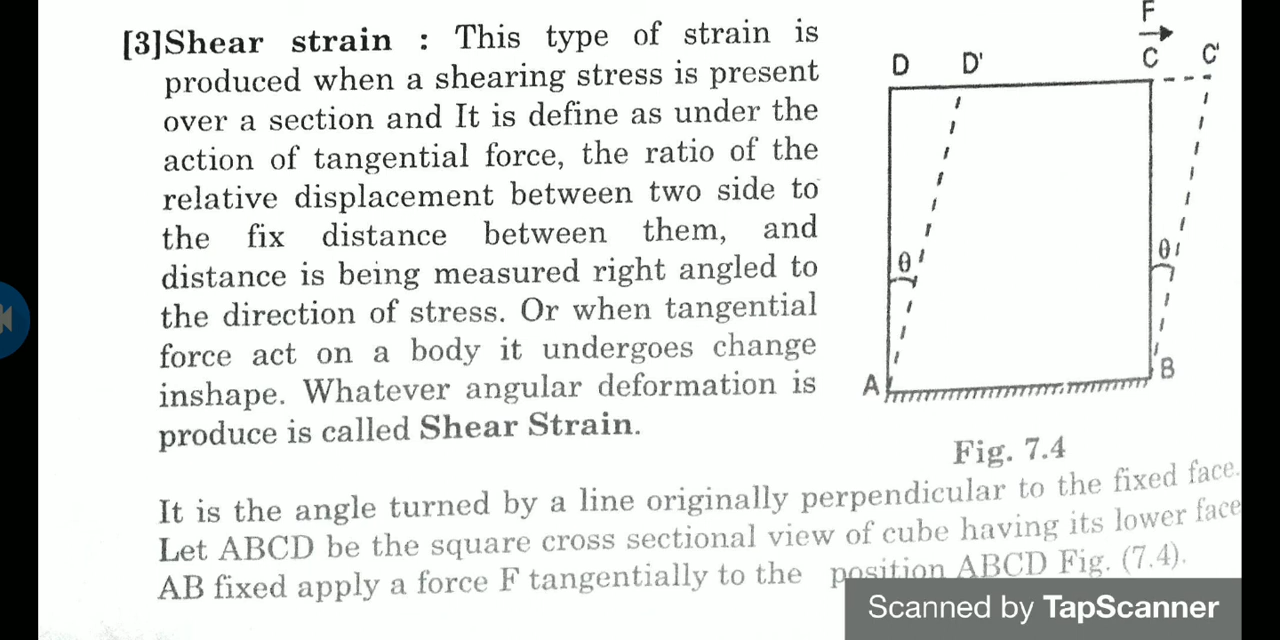 [3]Shear strain : This type of strain is
produced when a shearing stress is present
over a section and It is define as under the
action of tangential force, the ratio of the
relative displacement between two side to
the fix distance between them, and
distance is being measured right angled to
the direction of stress. Or when tangential
force act on a body it undergoes change
inshape. Whatever angular deformation is
produce is called Shear Strain.
F
D D' C C'
θ θ
A B
Fig. 7.4
It is the angle turned by a line originally perpendicular to the fixed face.
Let ABCD be the square cross sectional view of cube having its lower face
AB fixed apply a force F tangentially to the position ABCD Fig. (7.4).
Scanned by TapScanner